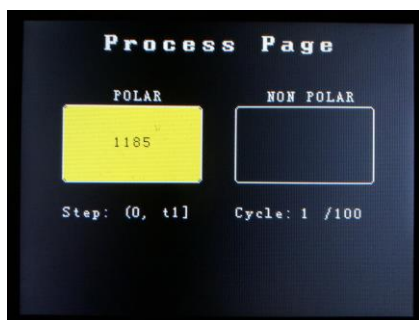 Process Page
POLAR NON POLAR
1185
Step: (0, t1] Cycle: 1 /100